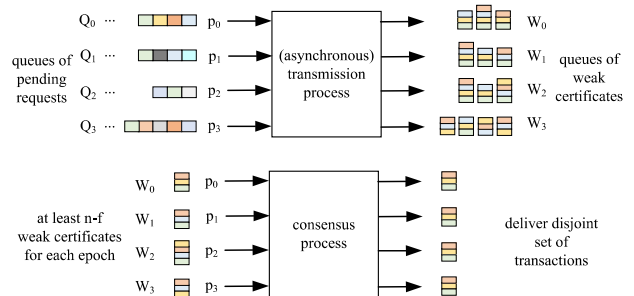 Q0 ... p0 W0
queues of pending requests
Q1 ... p1 W1
(asynchronous) transmission process
queues of weak certificates
Q2 ... p2 W2
Q3 ... p3 W3
W0 p0
at least n-f weak certificates for each epoch
W1 p1
consensus process
deliver disjoint set of transactions
W2 p2
W3 p3